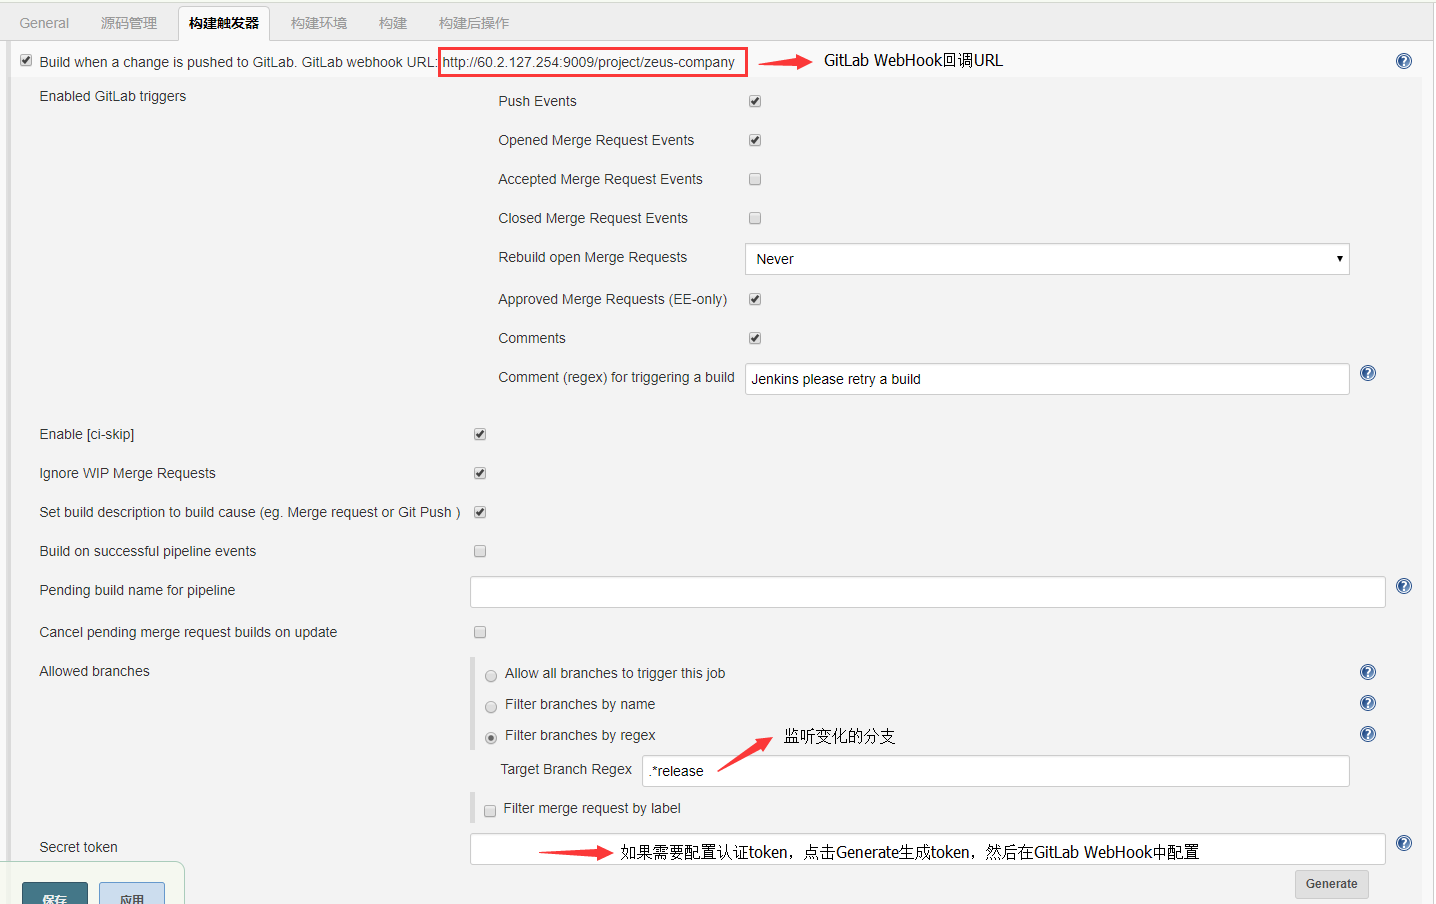 General 源码管理 构建触发器 构建环境 构建 构建后操作
Build when a change is pushed to GitLab. GitLab webhook URL: http://60.2.127.254:9009/project/zeus-company GitLab WebHook回调URL
Enabled GitLab triggers
Push Events
Opened Merge Request Events
Accepted Merge Request Events
Closed Merge Request Events
Rebuild open Merge Requests Never
Approved Merge Requests (EE-only)
Comments
Comment (regex) for triggering a build Jenkins please retry a build
Enable [ci-skip]
Ignore WIP Merge Requests
Set build description to build cause (eg. Merge request or Git Push )
Build on successful pipeline events
Pending build name for pipeline
Cancel pending merge request builds on update
Allowed branches
Allow all branches to trigger this job
Filter branches by name
Filter branches by regex
监听变化的分支
Target Branch Regex .*release
Filter merge request by label
Secret token
如果需要配置认证token，点击Generate生成token，然后在GitLab WebHook中配置
Generate
保存 应用